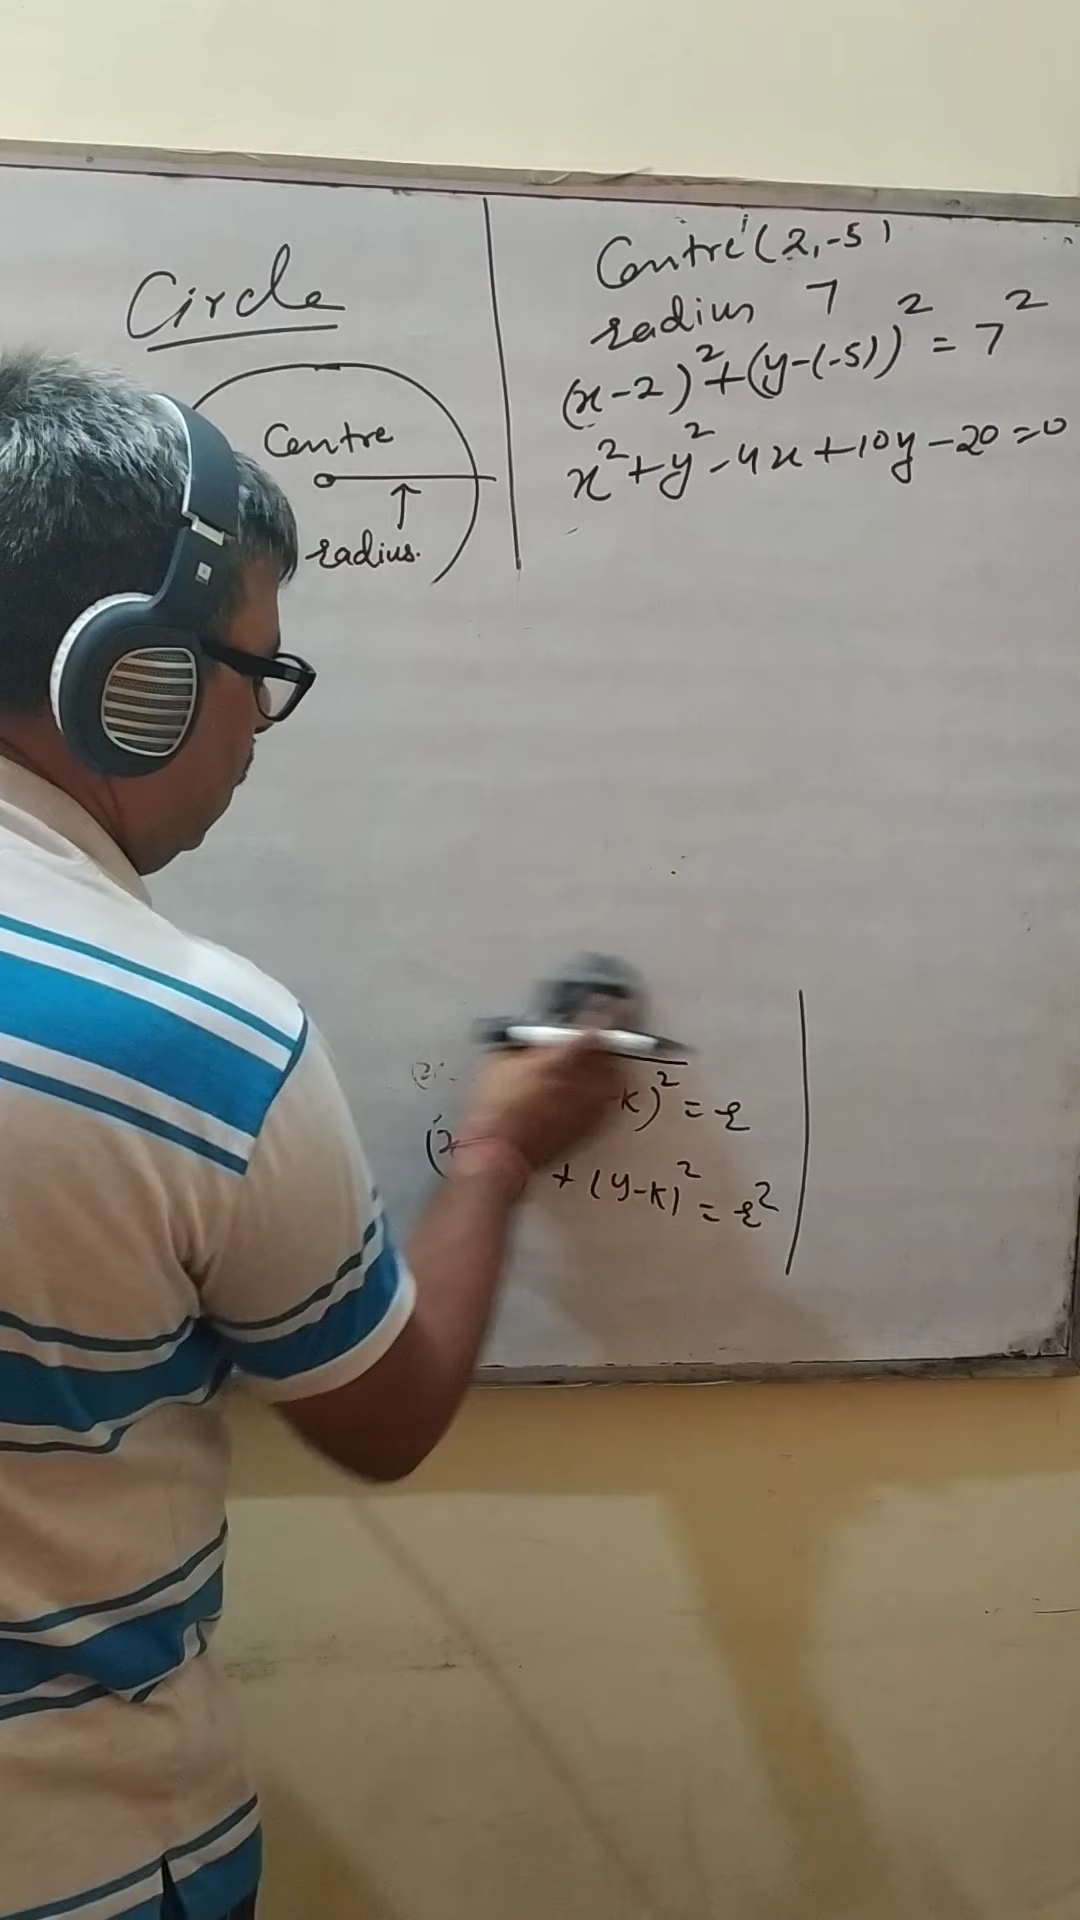 Circle
Centre
radius.
Centre (2,-5)
radius 7
(x-2)²+(y-(-5))² = 7²
x²+y²-4x+10y-20=0
k)² = r
+ (y-k)² = r²